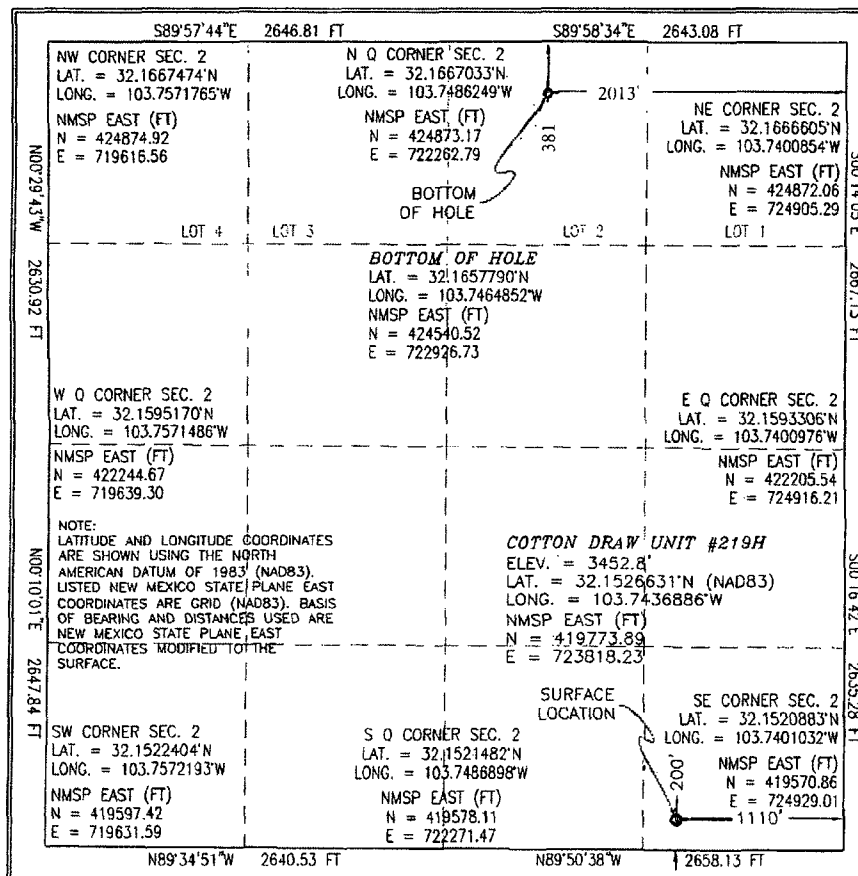 S89°57'44"E 2646.81 FT
S89°58'34"E 2643.08 FT
NW CORNER SEC. 2
LAT. = 32.1667474'N
LONG. = 103.7571765'W
NMSP EAST (FT)
N = 424874.92
E = 719616.56
N Q CORNER SEC. 2
LAT. = 32.1667033'N
LONG. = 103.7486249'W
NMSP EAST (FT)
N = 424873.17
E = 722262.79
2013'
381
BOTTOM
OF HOLE
NE CORNER SEC. 2
LAT. = 32.1666605'N
LONG. = 103.7400854'W
NMSP EAST (FT)
N = 424872.06
E = 724905.29
N00°29'43"W 2630.92 FT
LOT 4
LOT 3
LOT 2
LOT 1
BOTTOM OF HOLE
LAT. = 32.1657790'N
LONG. = 103.7464852'W
NMSP EAST (FT)
N = 424540.52
E = 722926.73
W Q CORNER SEC. 2
LAT. = 32.1595170'N
LONG. = 103.7571486'W
NMSP EAST (FT)
N = 422244.67
E = 719639.30
E Q CORNER SEC. 2
LAT. = 32.1593306'N
LONG. = 103.7400976'W
NMSP EAST (FT)
N = 422205.54
E = 724916.21
NOTE:
LATITUDE AND LONGITUDE COORDINATES
ARE SHOWN USING THE NORTH
AMERICAN DATUM OF 1983 (NAD83).
LISTED NEW MEXICO STATE PLANE EAST
COORDINATES ARE GRID (NAD83). BASIS
OF BEARING AND DISTANCES USED ARE
NEW MEXICO STATE PLANE EAST
COORDINATES MODIFIED TO THE
SURFACE.
COTTON DRAW UNIT #219H
ELEV. = 3452.8'
LAT. = 32.1526631'N (NAD83)
LONG. = 103.7436886'W
NMSP EAST (FT)
N = 419773.89
E = 723818.23
N00°10'01"E 2647.84 FT
SURFACE
LOCATION
SW CORNER SEC. 2
LAT. = 32.1522404'N
LONG. = 103.7572193'W
NMSP EAST (FT)
N = 419597.42
E = 719631.59
S Q CORNER SEC. 2
LAT. = 32.1521482'N
LONG. = 103.7486898'W
NMSP EAST (FT)
N = 419578.11
E = 722271.47
SE CORNER SEC. 2
LAT. = 32.1520883'N
LONG. = 103.7401032'W
NMSP EAST (FT)
N = 419570.86
E = 724929.01
200'
1110'
N89°34'51"W 2640.53 FT
N89°50'38"W 2658.13 FT